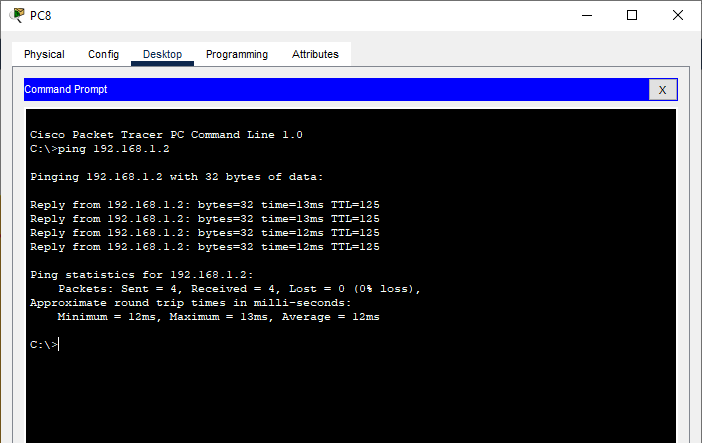 PC8
Physical Config Desktop Programming Attributes
Command Prompt X
Cisco Packet Tracer PC Command Line 1.0
C:\>ping 192.168.1.2
Pinging 192.168.1.2 with 32 bytes of data:
Reply from 192.168.1.2: bytes=32 time=13ms TTL=125
Reply from 192.168.1.2: bytes=32 time=13ms TTL=125
Reply from 192.168.1.2: bytes=32 time=12ms TTL=125
Reply from 192.168.1.2: bytes=32 time=12ms TTL=125
Ping statistics for 192.168.1.2:
    Packets: Sent = 4, Received = 4, Lost = 0 (0% loss),
Approximate round trip times in milli-seconds:
    Minimum = 12ms, Maximum = 13ms, Average = 12ms
C:\>